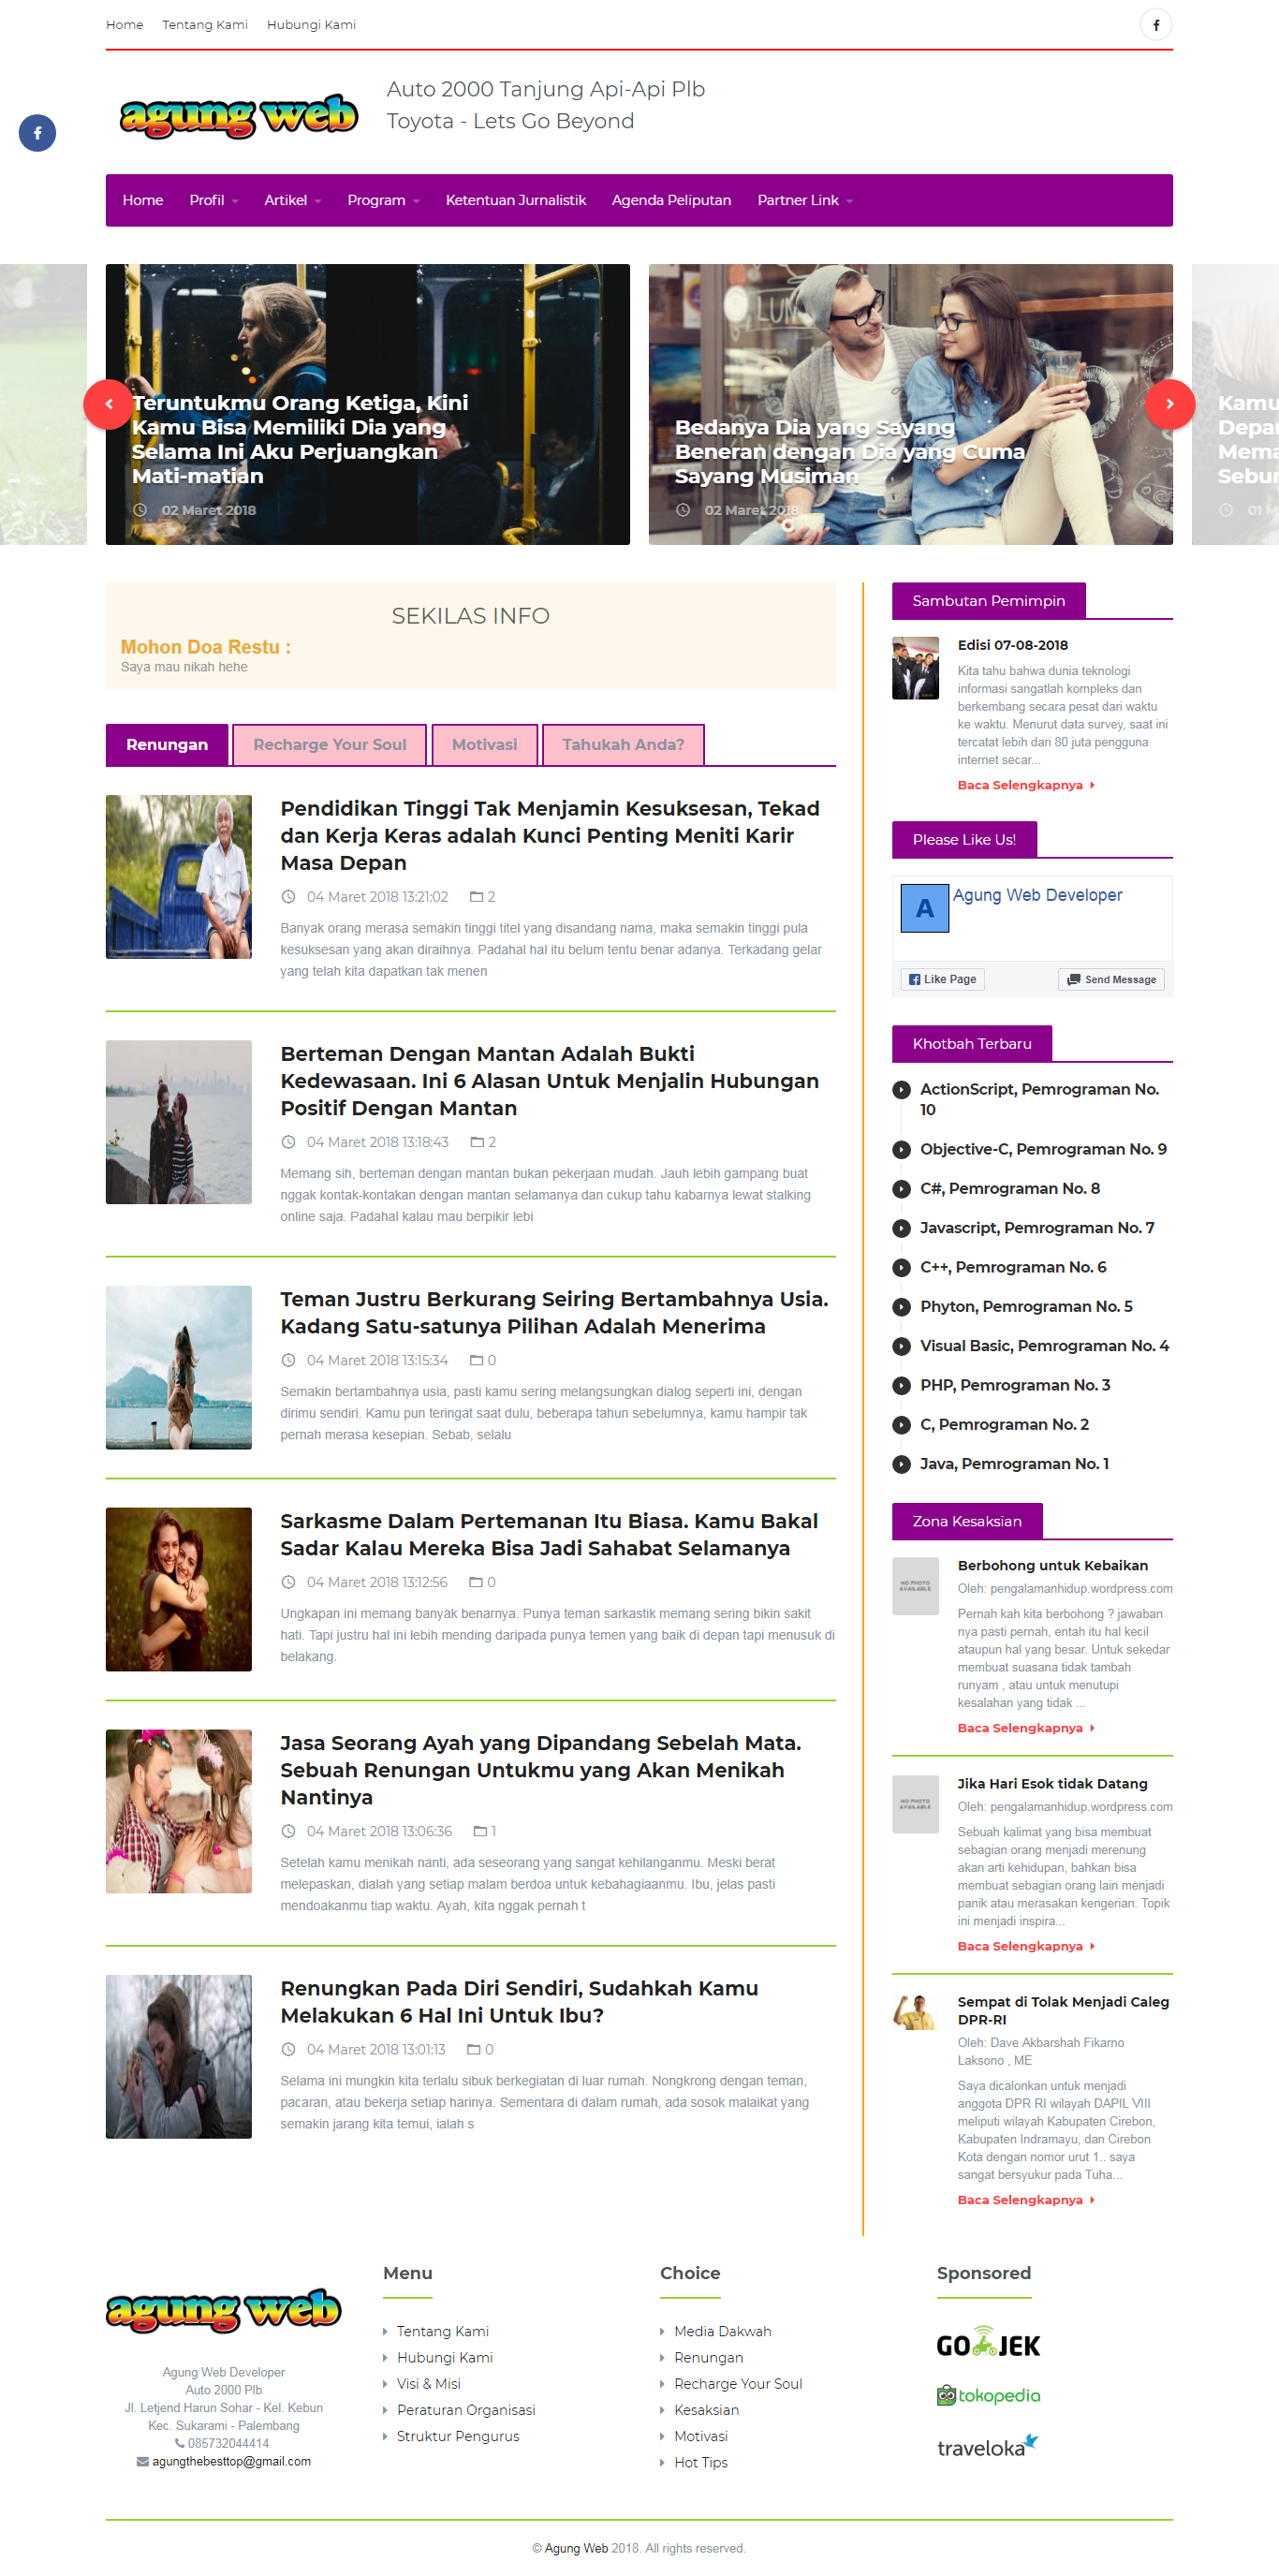 Home Tentang Kami Hubungi Kami
agung web
Auto 2000 Tanjung Api-Api Plb
Toyota - Lets Go Beyond
Home Profil Artikel Program Ketentuan Jurnalistik Agenda Peliputan Partner Link
Teruntukmu Orang Ketiga, Kini
Kamu Bisa Memiliki Dia yang
Selama Ini Aku Perjuangkan
Mati-matian
02 Maret 2018
LUN
Bedanya Dia yang Sayang
Beneran dengan Dia yang Cuma
Sayang Musiman
02 Maret 2018
Kamu
Depan
Mema
Sebur
01 M
SEKILAS INFO
Mohon Doa Restu :
Saya mau nikah hehe
Renungan Recharge Your Soul Motivasi Tahukah Anda?
Pendidikan Tinggi Tak Menjamin Kesuksesan, Tekad
dan Kerja Keras adalah Kunci Penting Meniti Karir
Masa Depan
04 Maret 2018 13:21:02 2
Banyak orang merasa semakin tinggi titel yang disandang nama, maka semakin tinggi pula
kesuksesan yang akan diraihnya. Padahal hal itu belum tentu benar adanya. Terkadang gelar
yang telah kita dapatkan tak menen
Berteman Dengan Mantan Adalah Bukti
Kedewasaan. Ini 6 Alasan Untuk Menjalin Hubungan
Positif Dengan Mantan
04 Maret 2018 13:18:43 2
Memang sih, berteman dengan mantan bukan pekerjaan mudah. Jauh lebih gampang buat
nggak kontak-kontakan dengan mantan selamanya dan cukup tahu kabarnya lewat stalking
online saja. Padahal kalau mau berpikir lebi
Teman Justru Berkurang Seiring Bertambahnya Usia.
Kadang Satu-satunya Pilihan Adalah Menerima
04 Maret 2018 13:15:34 0
Semakin bertambahnya usia, pasti kamu sering melangsungkan dialog seperti ini, dengan
dirimu sendiri. Kamu pun teringat saat dulu, beberapa tahun sebelumnya, kamu hampir tak
pernah merasa kesepian. Sebab, selalu
Sarkasme Dalam Pertemanan Itu Biasa. Kamu Bakal
Sadar Kalau Mereka Bisa Jadi Sahabat Selamanya
04 Maret 2018 13:12:56 0
Ungkapan ini memang banyak benarnya. Punya teman sarkastik memang sering bikin sakit
hati. Tapi justru hal ini lebih mending daripada punya temen yang baik di depan tapi menusuk di
belakang.
Jasa Seorang Ayah yang Dipandang Sebelah Mata.
Sebuah Renungan Untukmu yang Akan Menikah
Nantinya
04 Maret 2018 13:06:36 1
Setelah kamu menikah nanti, ada seseorang yang sangat kehilanganmu. Meski berat
melepaskan, dialah yang setiap malam berdoa untuk kebahagiaanmu. Ibu, jelas pasti
mendoakanmu tiap waktu. Ayah, kita nggak pernah t
Renungkan Pada Diri Sendiri, Sudahkah Kamu
Melakukan 6 Hal Ini Untuk Ibu?
04 Maret 2018 13:01:13 0
Selama ini mungkin kita terlalu sibuk berkegiatan di luar rumah. Nongkrong dengan teman,
pacaran, atau bekerja setiap harinya. Sementara di dalam rumah, ada sosok malaikat yang
semakin jarang kita temui, ialah s
Sambutan Pemimpin
Edisi 07-08-2018
Kita tahu bahwa dunia teknologi
informasi sangatlah kompleks dan
berkembang secara pesat dari waktu
ke waktu. Menurut data survey, saat ini
tercatat lebih dari 80 juta pengguna
internet secar...
Baca Selengkapnya
Please Like Us!
A Agung Web Developer
Like Page Send Message
Khotbah Terbaru
ActionScript, Pemrograman No.
10
Objective-C, Pemrograman No. 9
C#, Pemrograman No. 8
Javascript, Pemrograman No. 7
C++, Pemrograman No. 6
Phyton, Pemrograman No. 5
Visual Basic, Pemrograman No. 4
PHP, Pemrograman No. 3
C, Pemrograman No. 2
Java, Pemrograman No. 1
Zona Kesaksian
NO PHOTO
AVAILABLE
Berbohong untuk Kebaikan
Oleh: pengalamanhidup.wordpress.com
Pernah kah kita berbohong ? jawaban
nya pasti pernah, entah itu hal kecil
ataupun hal yang besar. Untuk sekedar
membuat suasana tidak tambah
runyam , atau untuk menutupi
kesalahan yang tidak ...
Baca Selengkapnya
NO PHOTO
AVAILABLE
Jika Hari Esok tidak Datang
Oleh: pengalamanhidup.wordpress.com
Sebuah kalimat yang bisa membuat
sebagian orang menjadi merenung
akan arti kehidupan, bahkan bisa
membuat sebagian orang lain menjadi
panik atau merasakan kengerian. Topik
ini menjadi inspira...
Baca Selengkapnya
Sempat di Tolak Menjadi Caleg
DPR-RI
Oleh: Dave Akbarshah Fikarno
Laksono , ME
Saya dicalonkan untuk menjadi
anggota DPR RI wilayah DAPIL VIII
meliputi wilayah Kabupaten Cirebon,
Kabupaten Indramayu, dan Cirebon
Kota dengan nomor urut 1.. saya
sangat bersyukur pada Tuha...
Baca Selengkapnya
agung web
Agung Web Developer
Auto 2000 Plb
Jl. Letjend Harun Sohar - Kel. Kebun
Kec. Sukarami - Palembang
085732044414
agungthebesttop@gmail.com
Menu
Tentang Kami
Hubungi Kami
Visi & Misi
Peraturan Organisasi
Struktur Pengurus
Choice
Media Dakwah
Renungan
Recharge Your Soul
Kesaksian
Motivasi
Hot Tips
Sponsored
GO-JEK
tokopedia
traveloka
© Agung Web 2018. All rights reserved.